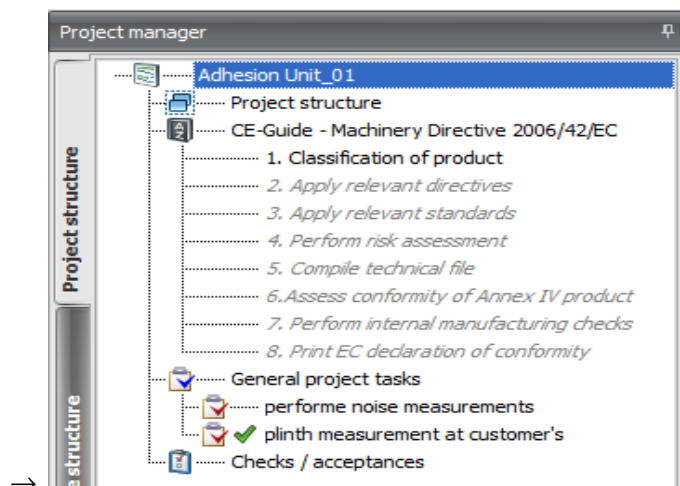 Project manager
Adhesion Unit_01
Project structure
CE-Guide - Machinery Directive 2006/42/EC
1. Classification of product
2. Apply relevant directives
3. Apply relevant standards
4. Perform risk assessment
5. Compile technical file
6.Assess conformity of Annex IV product
7. Perform internal manufacturing checks
8. Print EC declaration of conformity
General project tasks
performe noise measurements
plinth measurement at customer's
Checks / acceptances
Project structure
structure
→